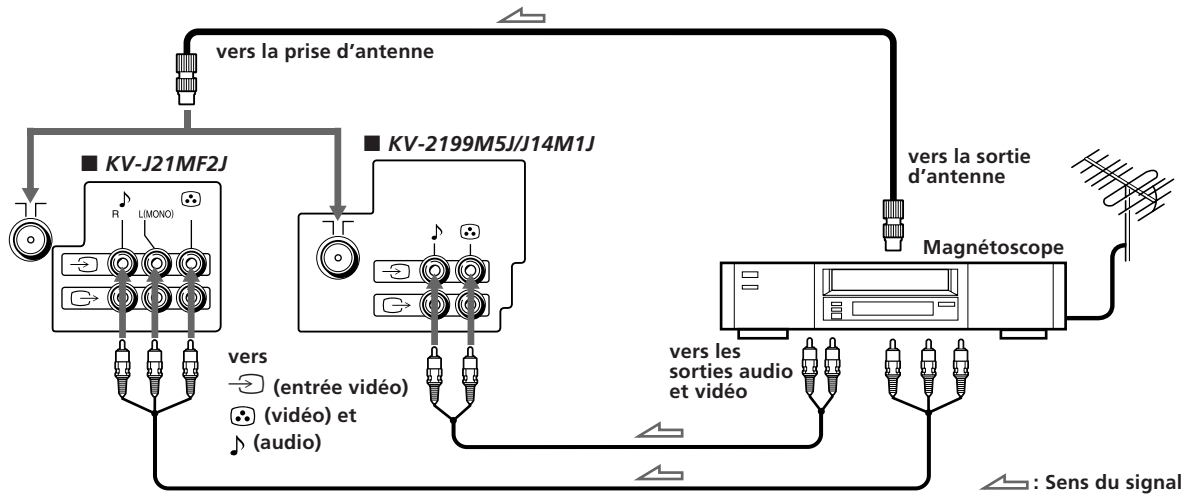 vers la prise d’antenne
■ KV-2199M5J/J14M1J
■ KV-J21MF2J
R L(MONO)
vers la sortie
d’antenne
Magnétoscope
vers
(entrée vidéo)
(vidéo) et
(audio)
vers les
sorties audio
et vidéo
: Sens du signal